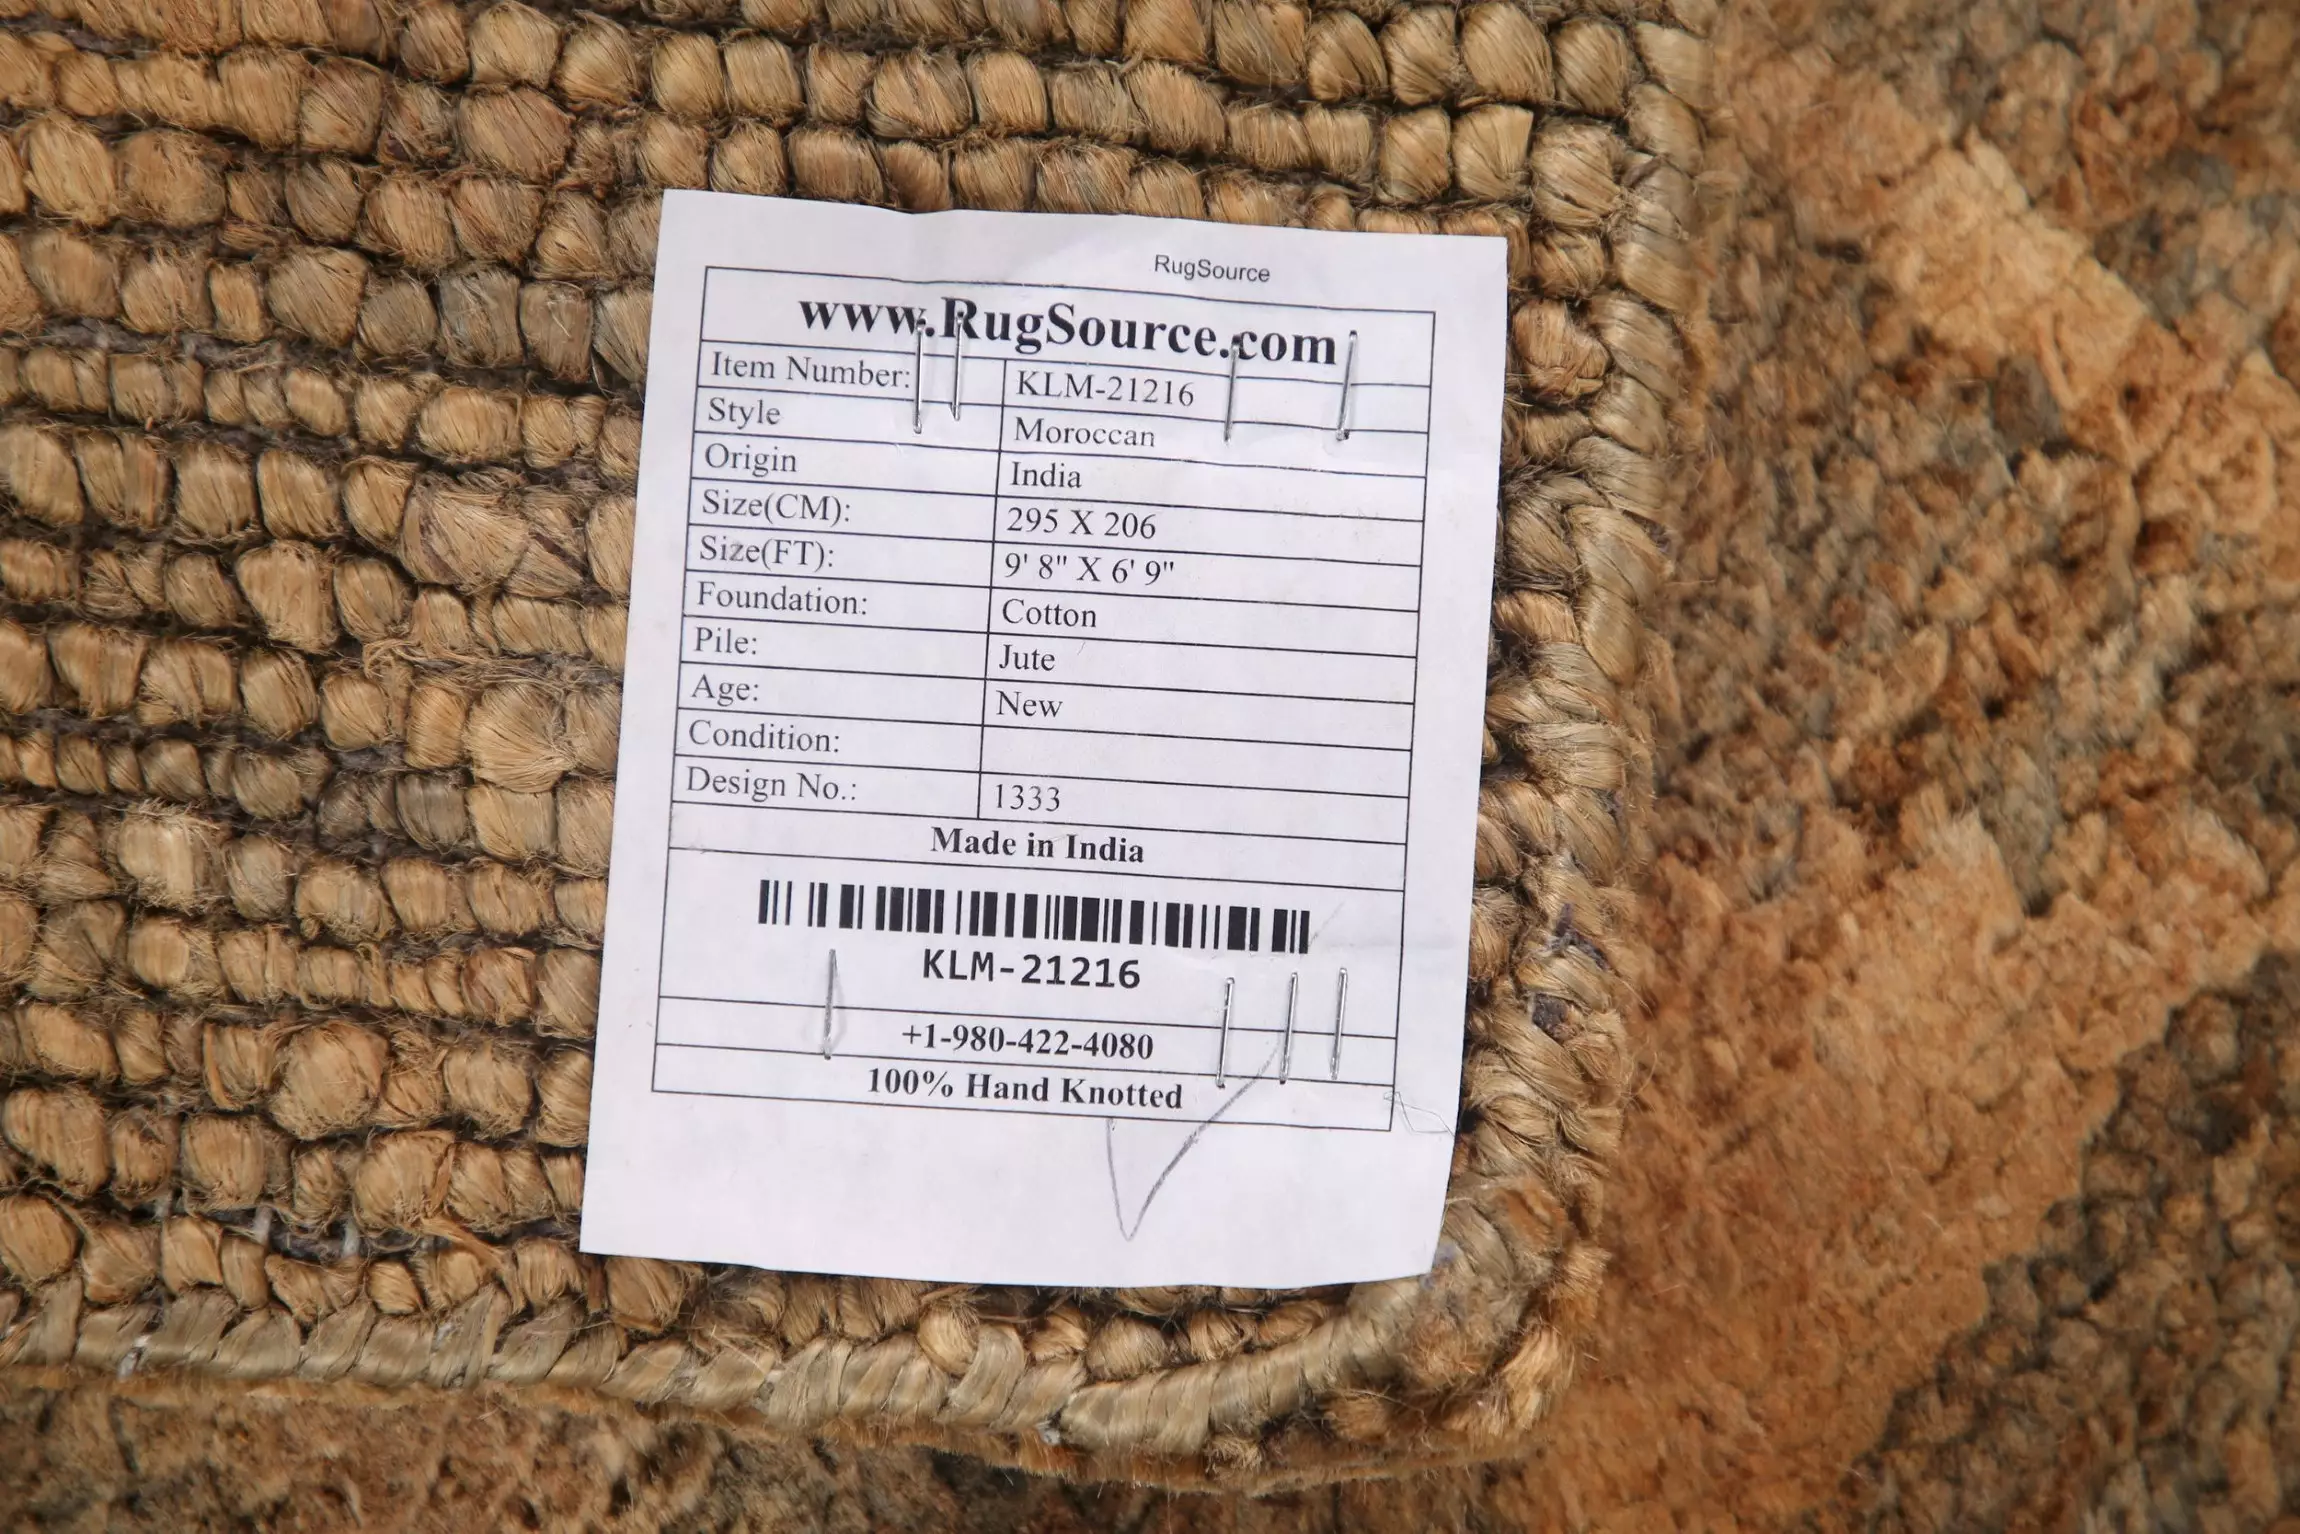 RugSource
www.RugSource.com
Item Number: KLM-21216
Style Moroccan
Origin India
Size(CM): 295 X 206
Size(FT): 9' 8" X 6' 9"
Foundation: Cotton
Pile: Jute
Age: New
Condition:
Design No.: 1333
Made in India
KLM-21216
+1-980-422-4080
100% Hand Knotted